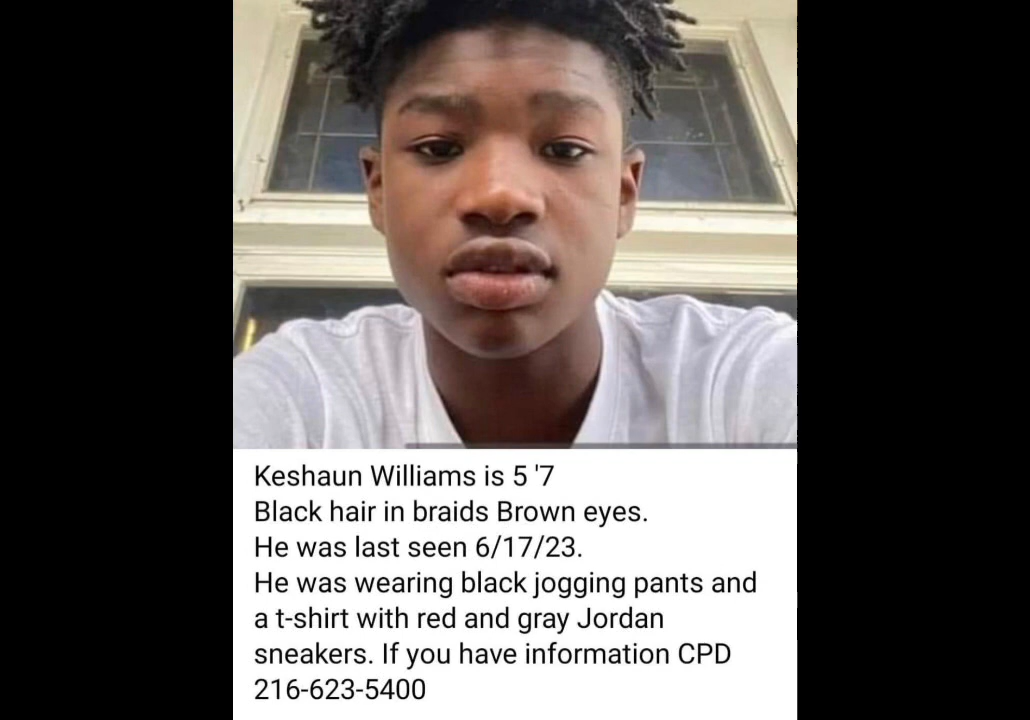 Keshaun Williams is 5 '7
Black hair in braids Brown eyes.
He was last seen 6/17/23.
He was wearing black jogging pants and
a t-shirt with red and gray Jordan
sneakers. If you have information CPD
216-623-5400